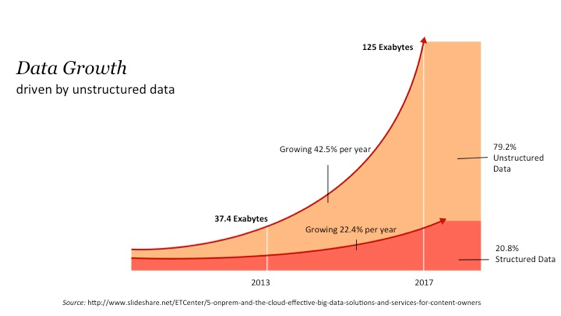 125 Exabytes
Data Growth
driven by unstructured data
Growing 42.5% per year
79.2%
Unstructured
Data
37.4 Exabytes
Growing 22.4% per year
20.8%
Structured Data
2013
2017
Source: http://www.slideshare.net/ETCenter/5-onprem-and-the-cloud-effective-big-data-solutions-and-services-for-content-owners